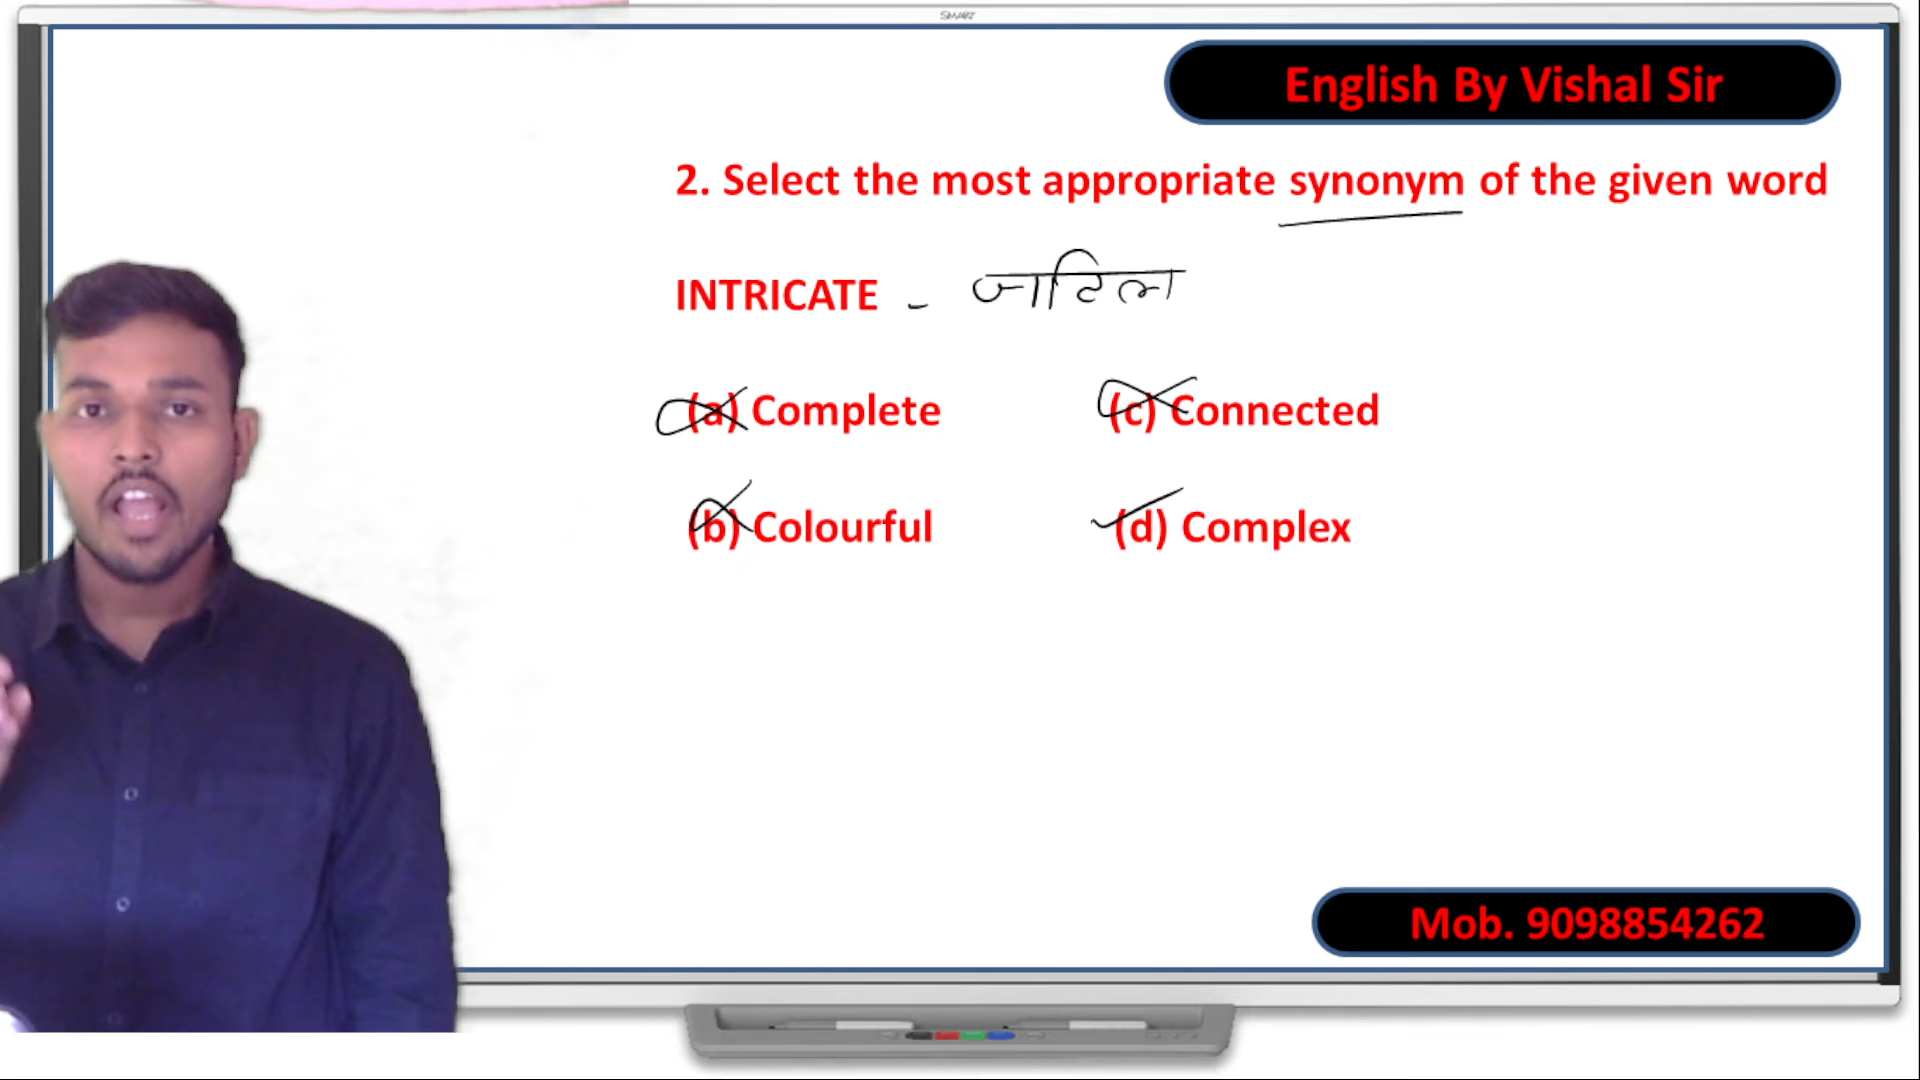 SMART
English By Vishal Sir
2. Select the most appropriate synonym of the given word
INTRICATE - जटिल
(a) Complete (c) Connected
(b) Colourful (d) Complex
Mob. 9098854262